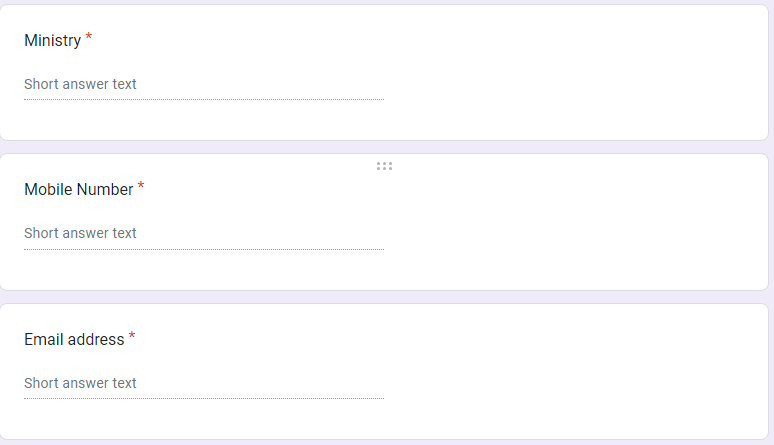 Ministry *
Short answer text
Mobile Number *
Short answer text
Email address *
Short answer text